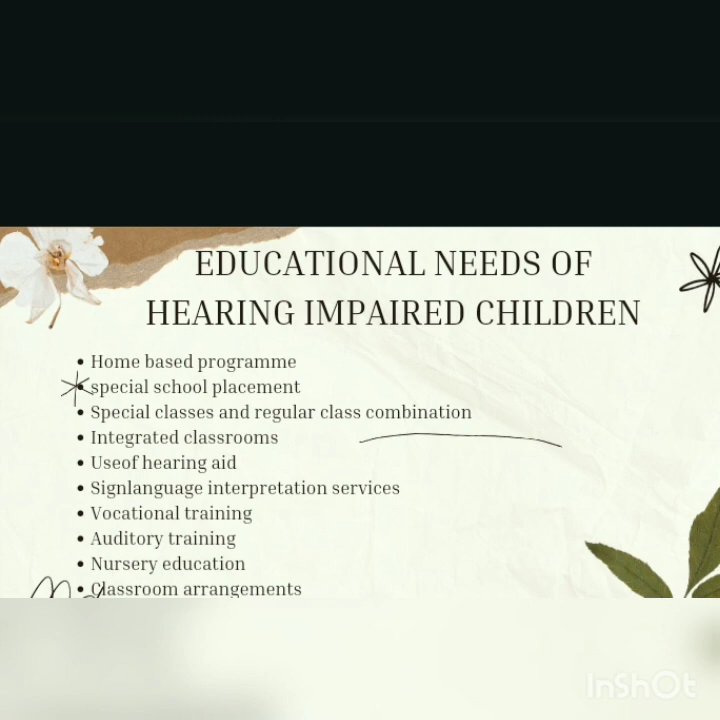 EDUCATIONAL NEEDS OF
HEARING IMPAIRED CHILDREN
• Home based programme
• special school placement
• Special classes and regular class combination
• Integrated classrooms
• Useof hearing aid
• Signlanguage interpretation services
• Vocational training
• Auditory training
• Nursery education
• Classroom arrangements
InShOt